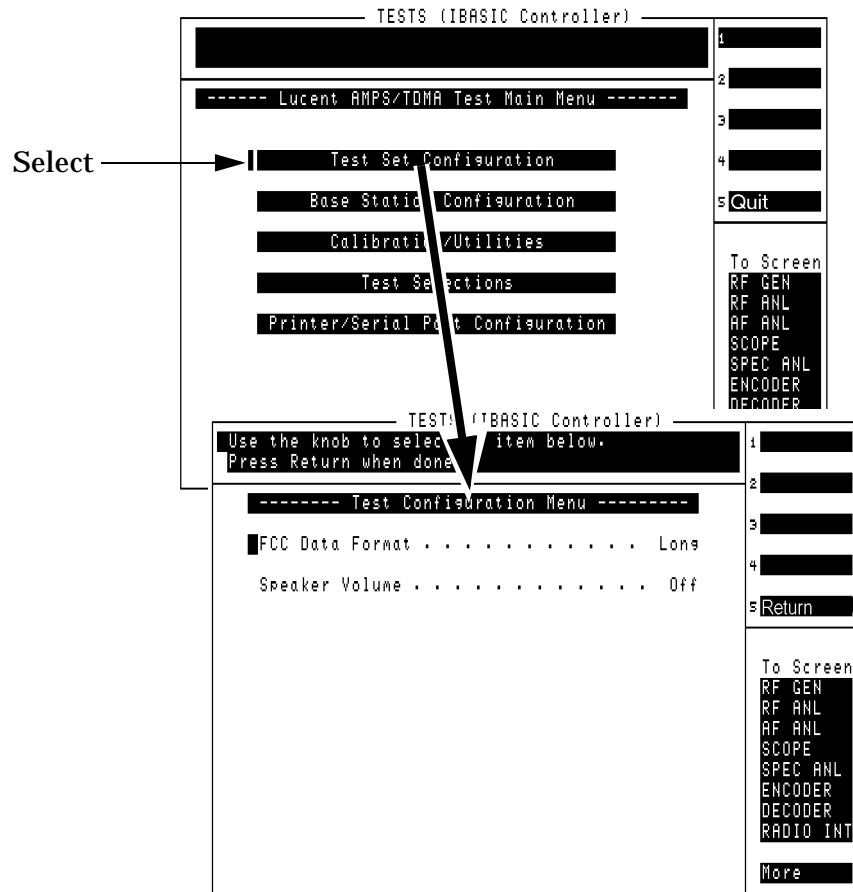 TESTS (IBASIC Controller)
1
2
------ Lucent AMPS/TDMA Test Main Menu -------
3
Select
Test Set Configuration
4
Base Station Configuration
5 Quit
Calibration/Utilities
Test Selections
Printer/Serial Port Configuration
To Screen
RF GEN
RF ANL
AF ANL
SCOPE
SPEC ANL
ENCODER
DECODER
TESTS (IBASIC Controller)
Use the knob to select an item below.
Press Return when done.
1
2
-------- Test Configuration Menu ---------
3
FCC Data Format . . . . . . . . . . . Long
4
Speaker Volume . . . . . . . . . . . . Off
5 Return
To Screen
RF GEN
RF ANL
AF ANL
SCOPE
SPEC ANL
ENCODER
DECODER
RADIO INT
More